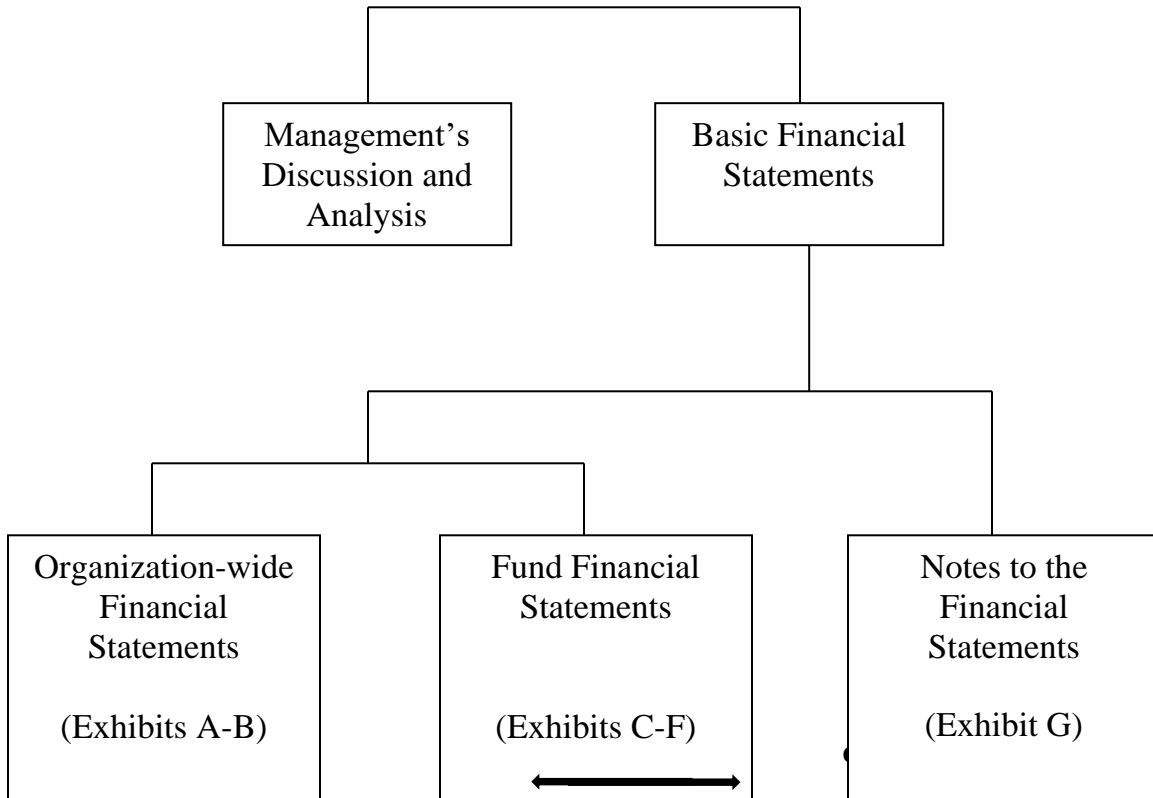 Management’s
Discussion and
Analysis
Basic Financial
Statements
Organization-wide
Financial
Statements
(Exhibits A-B)
Fund Financial
Statements
(Exhibits C-F)
Notes to the
Financial
Statements
(Exhibit G)